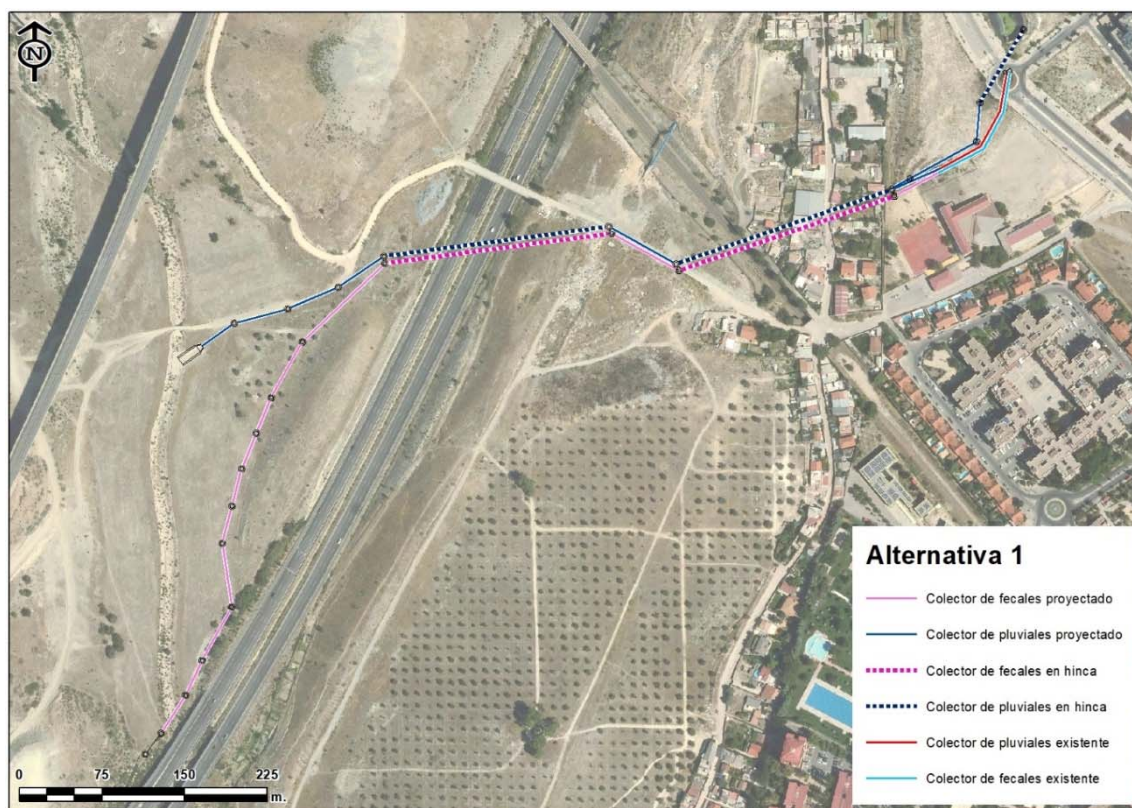 N
Alternativa 1
Colector de fecales proyectado
Colector de pluviales proyectado
Colector de fecales en hinca
Colector de pluviales en hinca
Colector de pluviales existente
Colector de fecales existente
0 75 150 225
m.